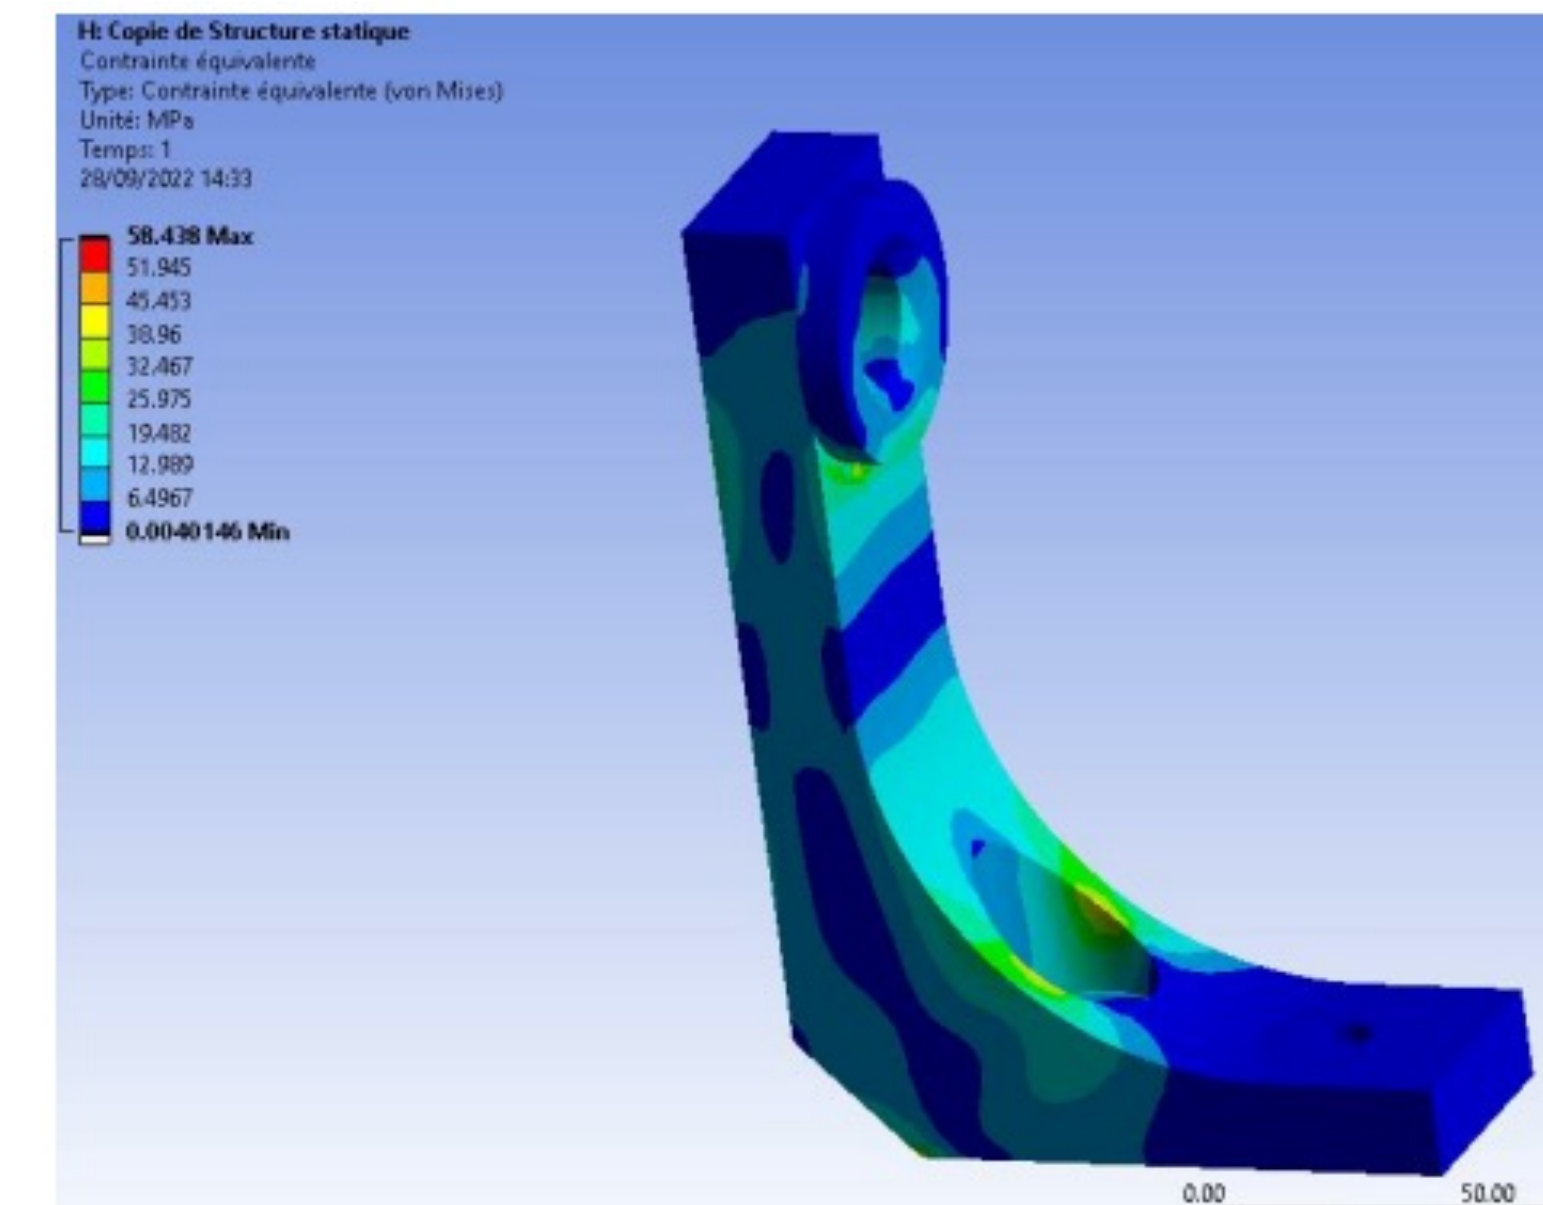 H: Copie de Structure statique
Contrainte équivalente
Type: Contrainte équivalente (von Mises)
Unité: MPa
Temps: 1
28/09/2022 14:33
58.438 Max
51.945
45.453
38.96
32.467
25.975
19.482
12.989
6.4967
0.0040146 Min
0.00 50.00